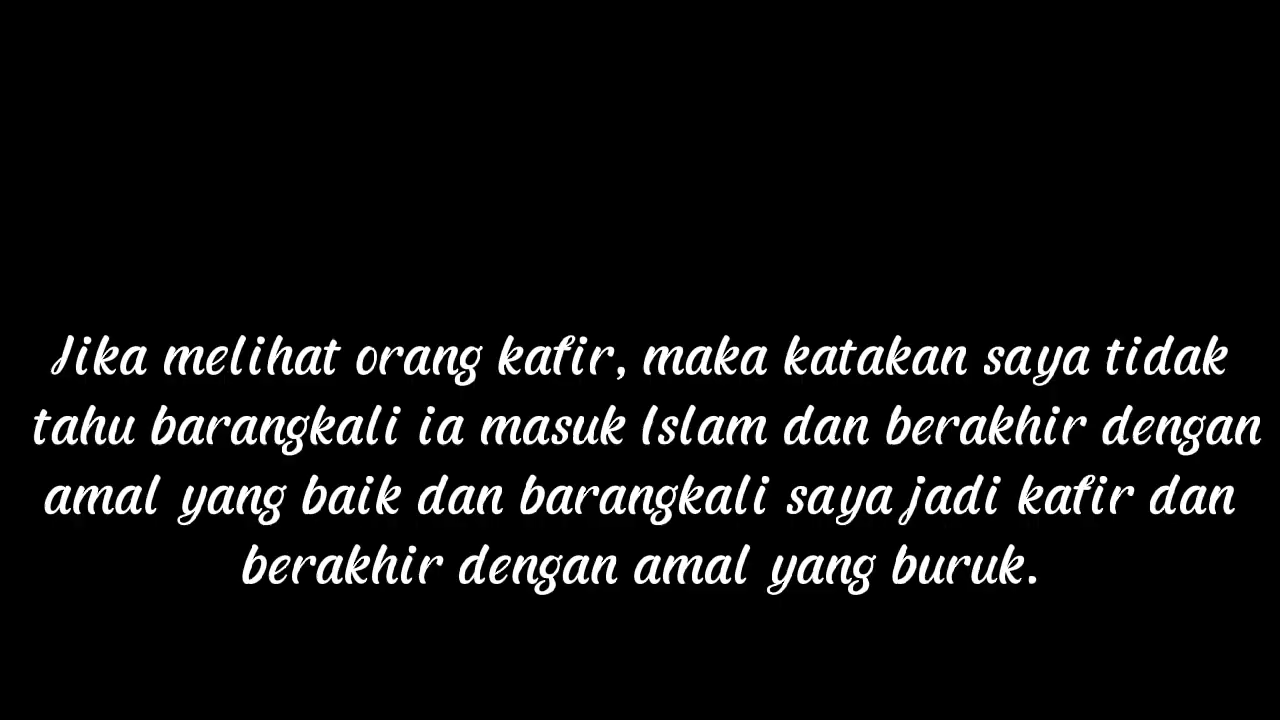 Jika melihat orang kafir, maka katakan saya tidak
tahu barangkali ia masuk Islam dan berakhir dengan
amal yang baik dan barangkali saya jadi kafir dan
berakhir dengan amal yang buruk.